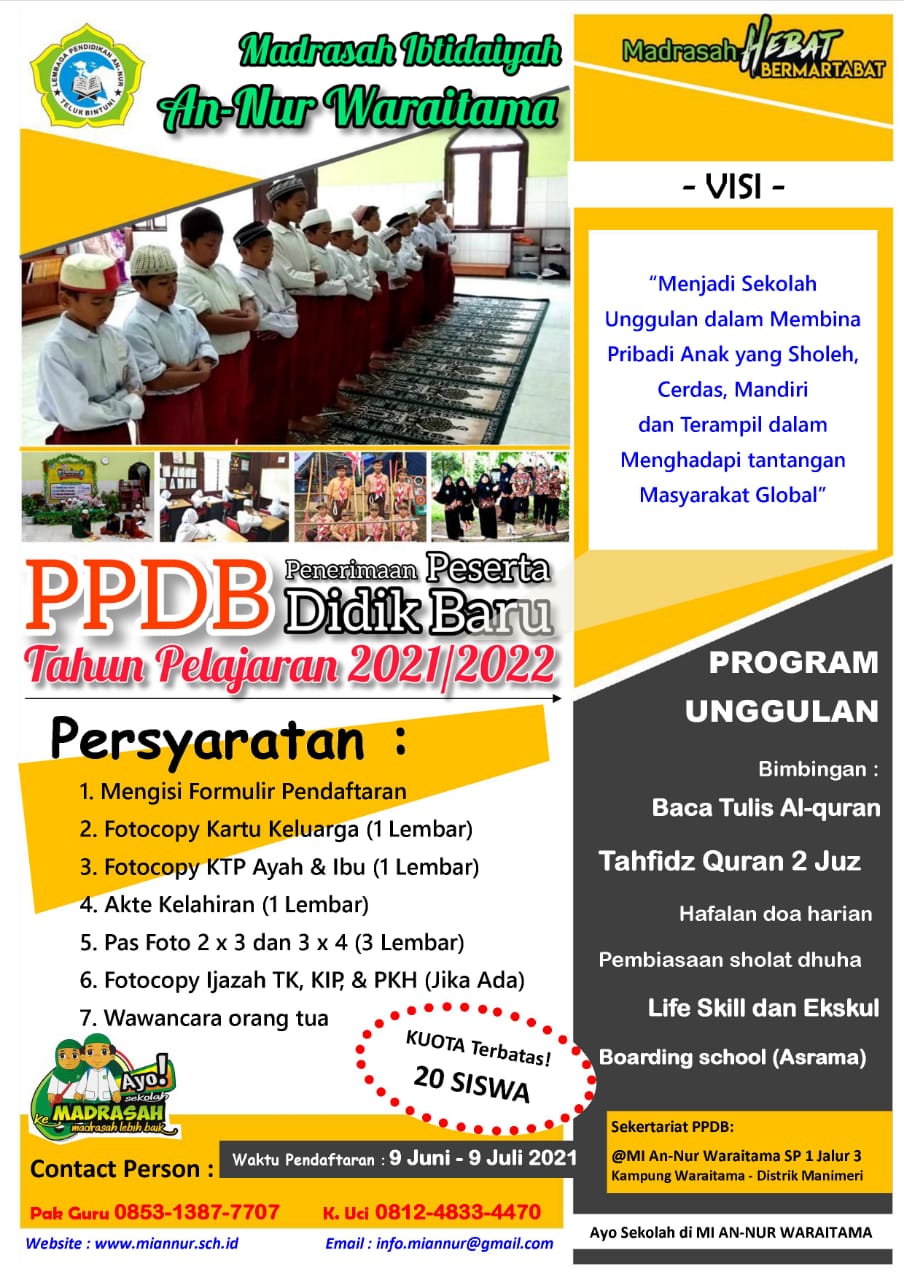 LEMBAGA PENDIDIKAN AN-NUR
TELUK BINTUNI
Madrasah Ibtidaiyah
An-Nur Waraitama
Madrasah HEBAT
BERMARTABAT
- VISI -
“Menjadi Sekolah
Unggulan dalam Membina
Pribadi Anak yang Sholeh,
Cerdas, Mandiri
dan Terampil dalam
Menghadapi tantangan
Masyarakat Global”
PPDB Penerimaan Peserta
Didik Baru
Tahun Pelajaran 2021/2022
Persyaratan :
1. Mengisi Formulir Pendaftaran
2. Fotocopy Kartu Keluarga (1 Lembar)
3. Fotocopy KTP Ayah & Ibu (1 Lembar)
4. Akte Kelahiran (1 Lembar)
5. Pas Foto 2 x 3 dan 3 x 4 (3 Lembar)
6. Fotocopy Ijazah TK, KIP, & PKH (Jika Ada)
7. Wawancara orang tua
KUOTA Terbatas!
20 SISWA
Ayo!
sekolah
ke MADRASAH
madrasah lebih baik
PROGRAM
UNGGULAN
Bimbingan :
Baca Tulis Al-quran
Tahfidz Quran 2 Juz
Hafalan doa harian
Pembiasaan sholat dhuha
Life Skill dan Ekskul
Boarding school (Asrama)
Sekertariat PPDB:
@MI An-Nur Waraitama SP 1 Jalur 3
Kampung Waraitama - Distrik Manimeri
Ayo Sekolah di MI AN-NUR WARAITAMA
Waktu Pendaftaran : 9 Juni - 9 Juli 2021
Contact Person :
Pak Guru 0853-1387-7707 K. Uci 0812-4833-4470
Website : www.miannur.sch.id Email : info.miannur@gmail.com